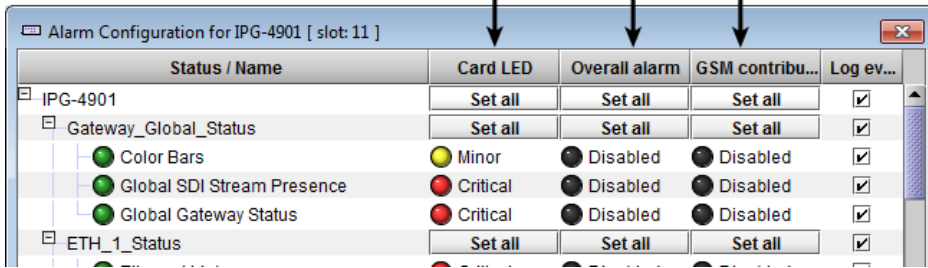 Alarm Configuration for IPG-4901 [ slot: 11 ]
Status / Name Card LED Overall alarm GSM contribu... Log ev...
IPG-4901 Set all Set all Set all
Gateway_Global_Status Set all Set all Set all
Color Bars Minor Disabled Disabled
Global SDI Stream Presence Critical Disabled Disabled
Global Gateway Status Critical Disabled Disabled
ETH_1_Status Set all Set all Set all